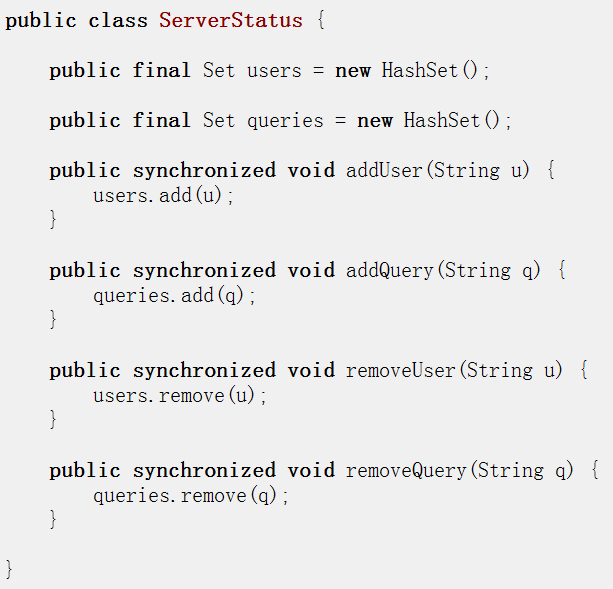 public class ServerStatus {
public final Set users = new HashSet();
public final Set queries = new HashSet();
public synchronized void addUser(String u) {
users.add(u);
}
public synchronized void addQuery(String q) {
queries.add(q);
}
public synchronized void removeUser(String u) {
users.remove(u);
}
public synchronized void removeQuery(String q) {
queries.remove(q);
}
}